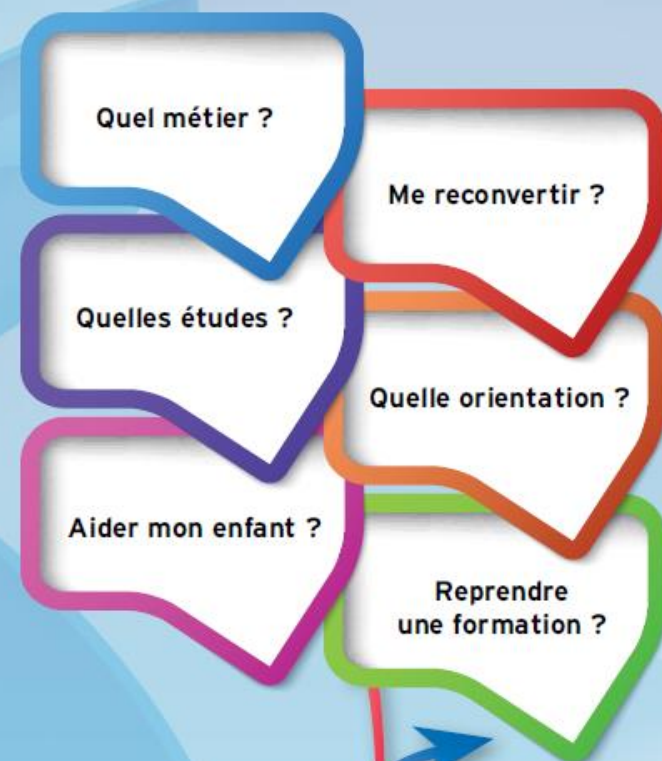 Quel métier ?
Me reconvertir ?
Quelles études ?
Quelle orientation ?
Aider mon enfant ?
Reprendre
une formation ?